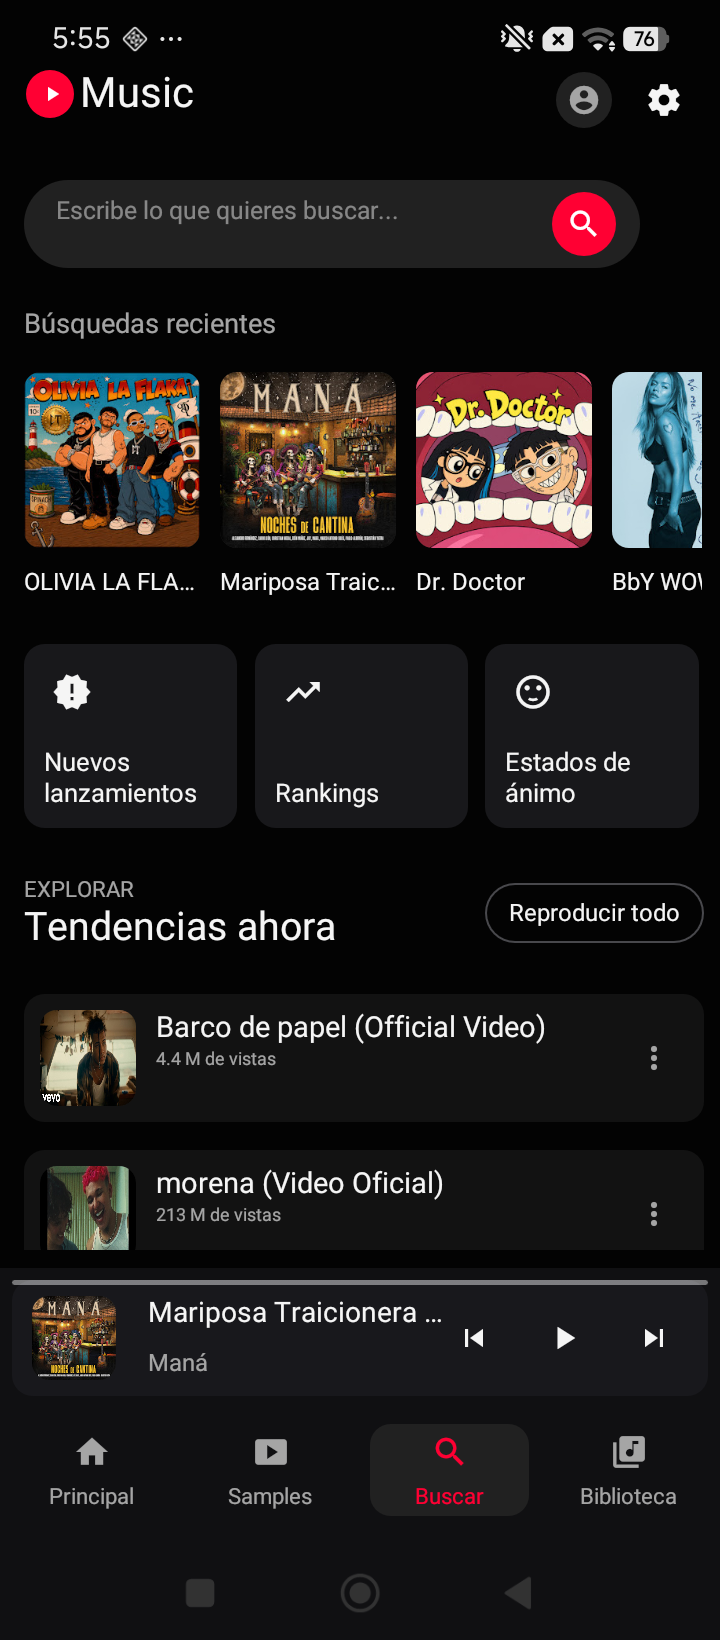 5:55
76
Music
Escribe lo que quieres buscar...
Búsquedas recientes
OLIVIA LA FLAKA
MANÁ
NOCHES DE CANTINA
Dr. Doctor
OLIVIA LA FLA...
Mariposa Traic...
Dr. Doctor
BbY WOW
Nuevos
lanzamientos
Rankings
Estados de
ánimo
EXPLORAR
Tendencias ahora
Reproducir todo
Barco de papel (Official Video)
4.4 M de vistas
vevo
morena (Video Oficial)
213 M de vistas
MANÁ
NOCHES DE CANTINA
Mariposa Traicionera ...
Maná
Principal
Samples
Buscar
Biblioteca